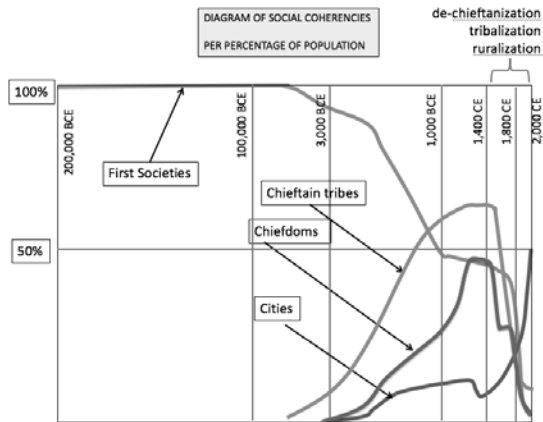 DIAGRAM OF SOCIAL COHERENCIES
PER PERCENTAGE OF POPULATION
de-chieftanization
tribalization
ruralization
100%
200,000 BCE
100,000 BCE
3,000 BCE
1,000 BCE
1,400 CE
1,800 CE
2,000 CE
First Societies
Chieftain tribes
Chiefdoms
50%
Cities